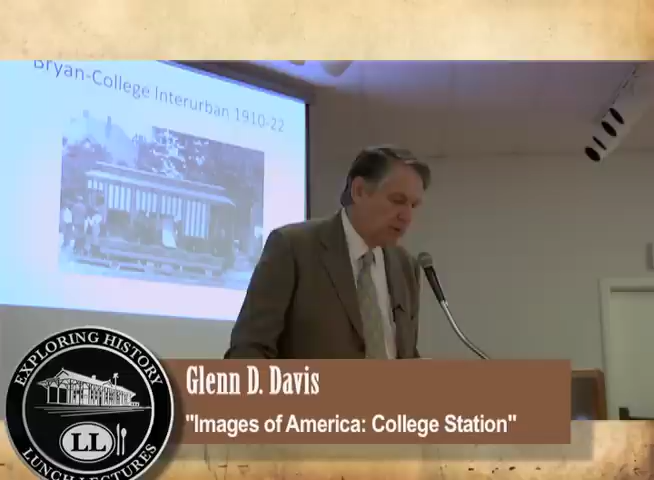 Bryan-College Interurban 1910-22
EXPLORING HISTORY
LL
LUNCH LECTURES
Glenn D. Davis
"Images of America: College Station"